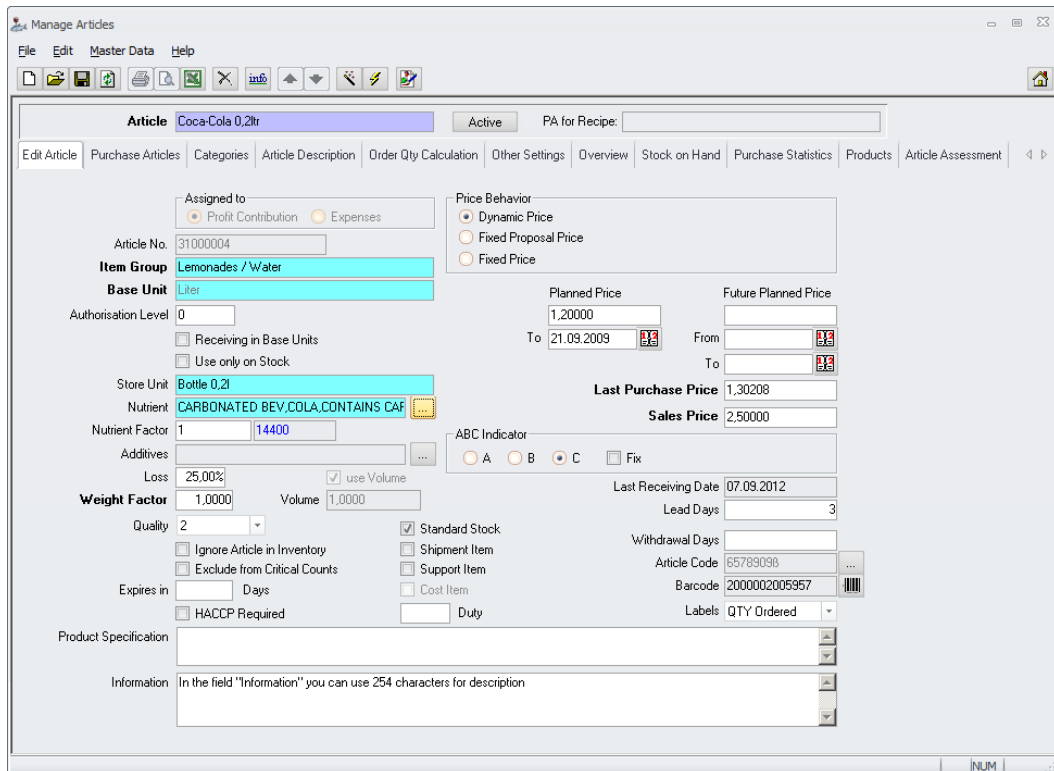 Manage Articles
File Edit Master Data Help
info
Article Coca-Cola 0,2ltr Active PA for Recipe:
Edit Article Purchase Articles Categories Article Description Order Qty Calculation Other Settings Overview Stock on Hand Purchase Statistics Products Article Assessment
Assigned to
Profit Contribution Expenses
Price Behavior
Dynamic Price
Fixed Proposal Price
Fixed Price
Article No. 31000004
Item Group Lemonades / Water
Base Unit Liter
Planned Price Future Planned Price
Authorisation Level 0
1,20000
Receiving in Base Units
To 21.09.2009 From
Use only on Stock
To
Store Unit Bottle 0,2l
Last Purchase Price 1,30208
Nutrient CARBONATED BEV,COLA,CONTAINS CAF ...
Sales Price 2,50000
Nutrient Factor 1 14400
ABC Indicator
A B C Fix
Additives ...
Loss 25,00% use Volume
Last Receiving Date 07.09.2012
Weight Factor 1,0000 Volume 1,0000
Lead Days 3
Quality 2 Standard Stock
Withdrawal Days
Ignore Article in Inventory Shipment Item
Article Code 65789098 ...
Exclude from Critical Counts Support Item
Barcode 2000002005957
Expires in Days Cost Item
Labels QTY Ordered
HACCP Required Duty
Product Specification
Information In the field "Information" you can use 254 characters for description
NUM